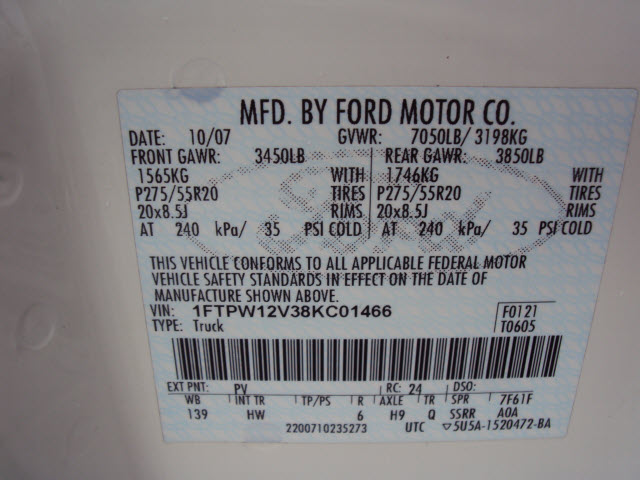 MFD. BY FORD MOTOR CO.
DATE: 10/07 GVWR: 7050LB/ 3198KG
FRONT GAWR: 3450LB REAR GAWR: 3850LB
1565KG WITH 1746KG WITH
P275/55R20 TIRES P275/55R20 TIRES
20x8.5J RIMS 20x8.5J RIMS
AT 240 kPa/ 35 PSI COLD AT 240 kPa/ 35 PSI COLD
Ford
THIS VEHICLE CONFORMS TO ALL APPLICABLE FEDERAL MOTOR
VEHICLE SAFETY STANDARDS IN EFFECT ON THE DATE OF
MANUFACTURE SHOWN ABOVE.
VIN: 1FTPW12V38KC01466 F0121
TYPE: Truck T0605
EXT PNT: PV RC: 24 DSO:
WB INT TR TP/PS R AXLE TR SPR 7F61F
139 HW 6 H9 Q SSRR A0A
2200710235273 UTC ▽5U5A-1520472-BA